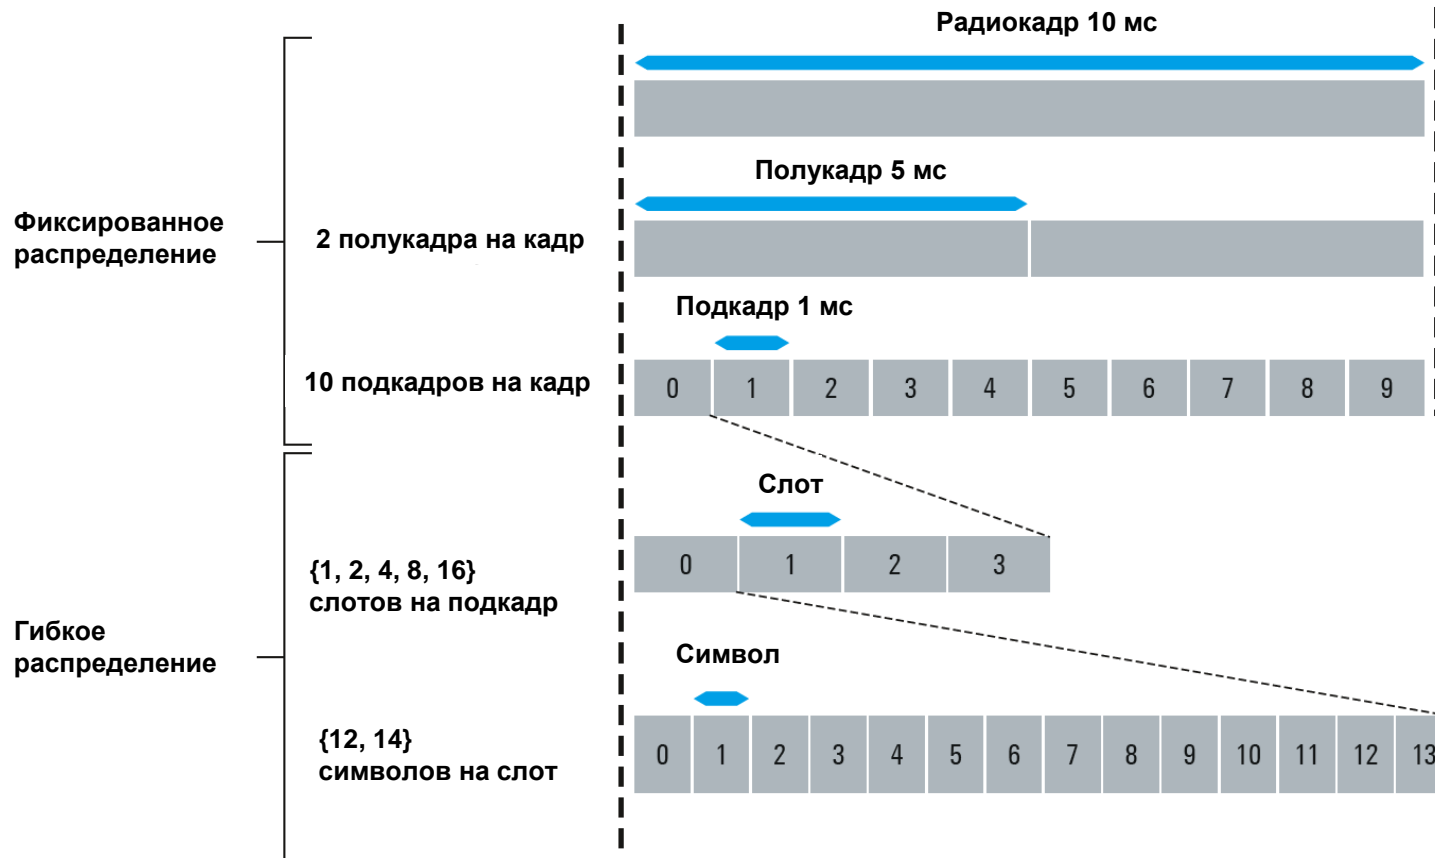 Радиокадр 10 мс
Полукадр 5 мс
Фиксированное
распределение
2 полукадра на кадр
Подкадр 1 мс
10 подкадров на кадр
0 1 2 3 4 5 6 7 8 9
Слот
{1, 2, 4, 8, 16}
слотов на подкадр
0 1 2 3
Гибкое
распределение
Символ
{12, 14}
символов на слот
0 1 2 3 4 5 6 7 8 9 10 11 12 13